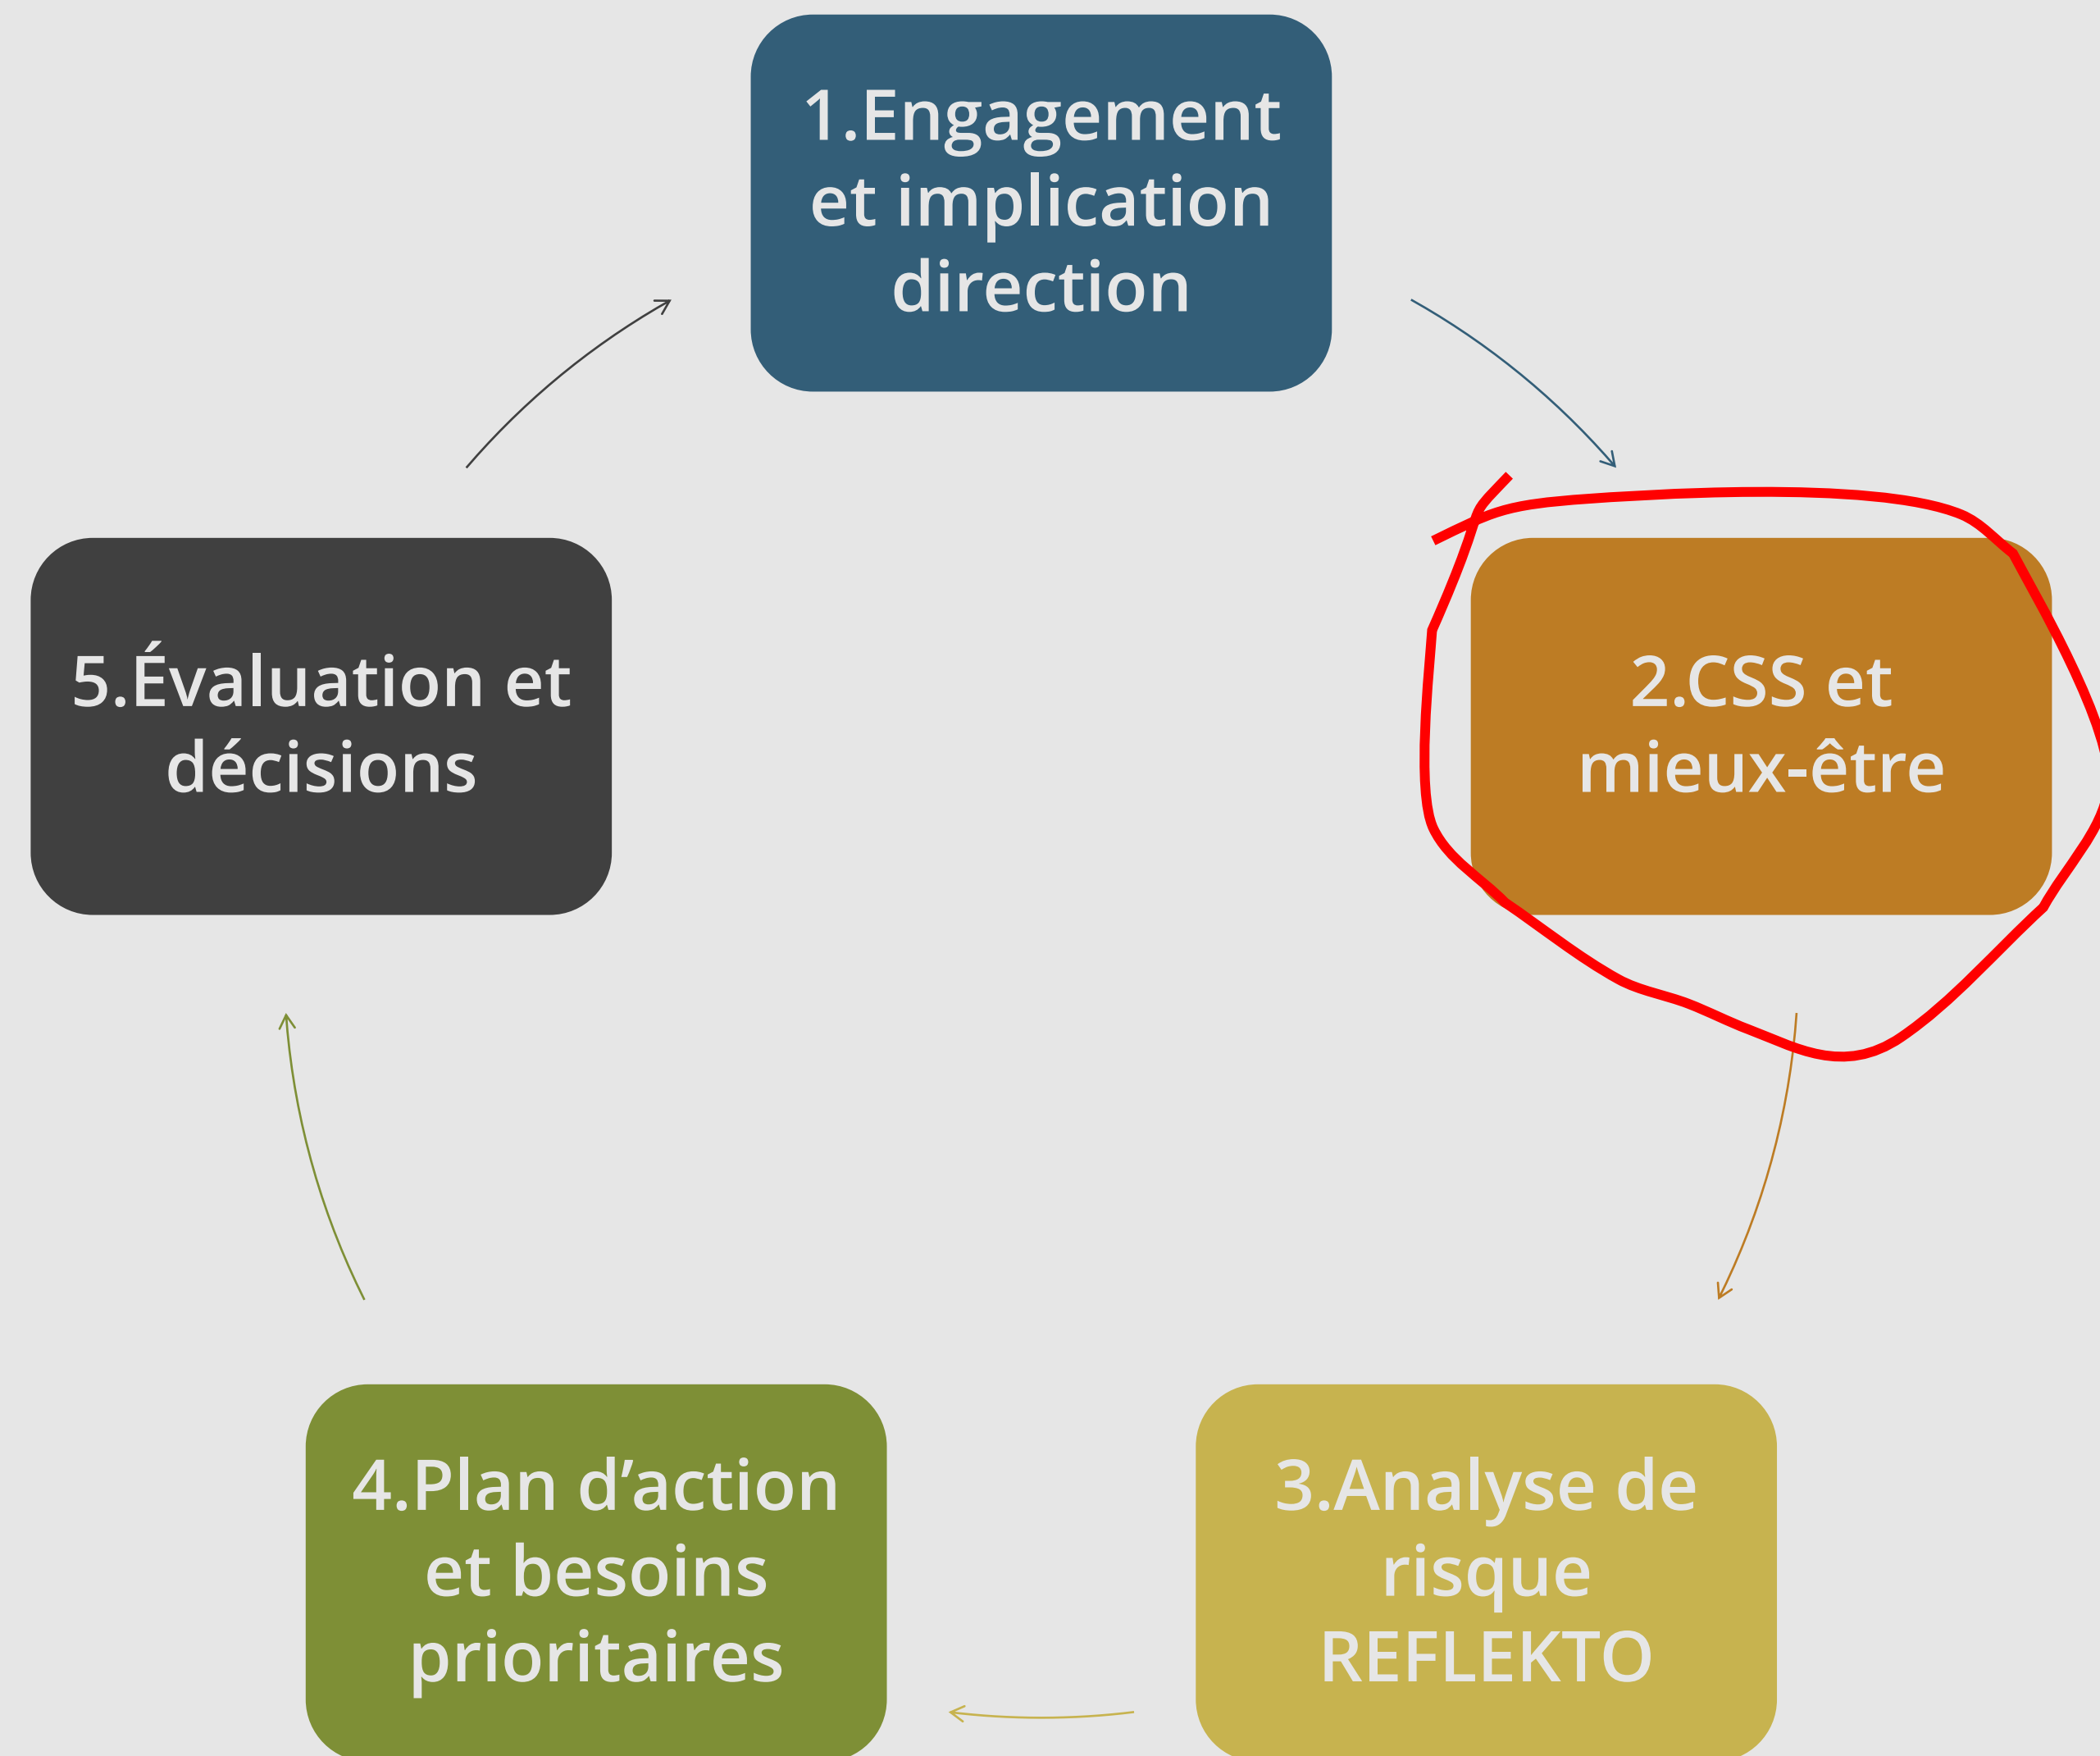 1.Engagement
et implication
direction
2.CSS et
mieux-être
3.Analyse de
risque
REFLEKTO
4.Plan d’action
et besoins
prioritaires
5.Évaluation et
décisions